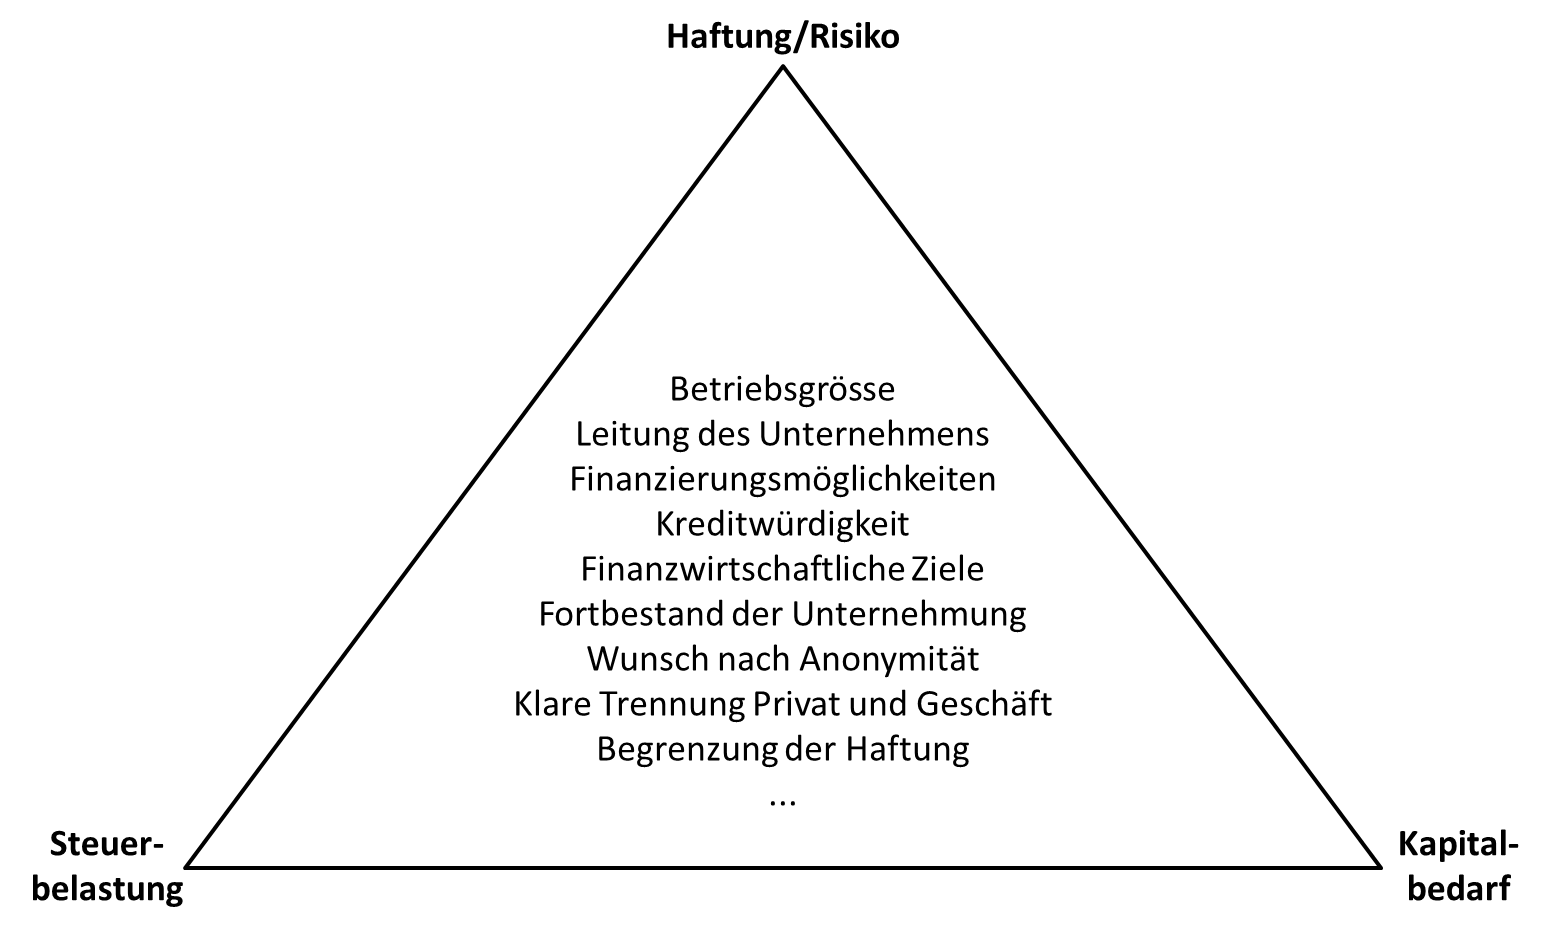 Haftung/Risiko
Betriebsgrösse
Leitung des Unternehmens
Finanzierungsmöglichkeiten
Kreditwürdigkeit
Finanzwirtschaftliche Ziele
Fortbestand der Unternehmung
Wunsch nach Anonymität
Klare Trennung Privat und Geschäft
Begrenzung der Haftung
...
Steuer-
belastung
Kapital-
bedarf